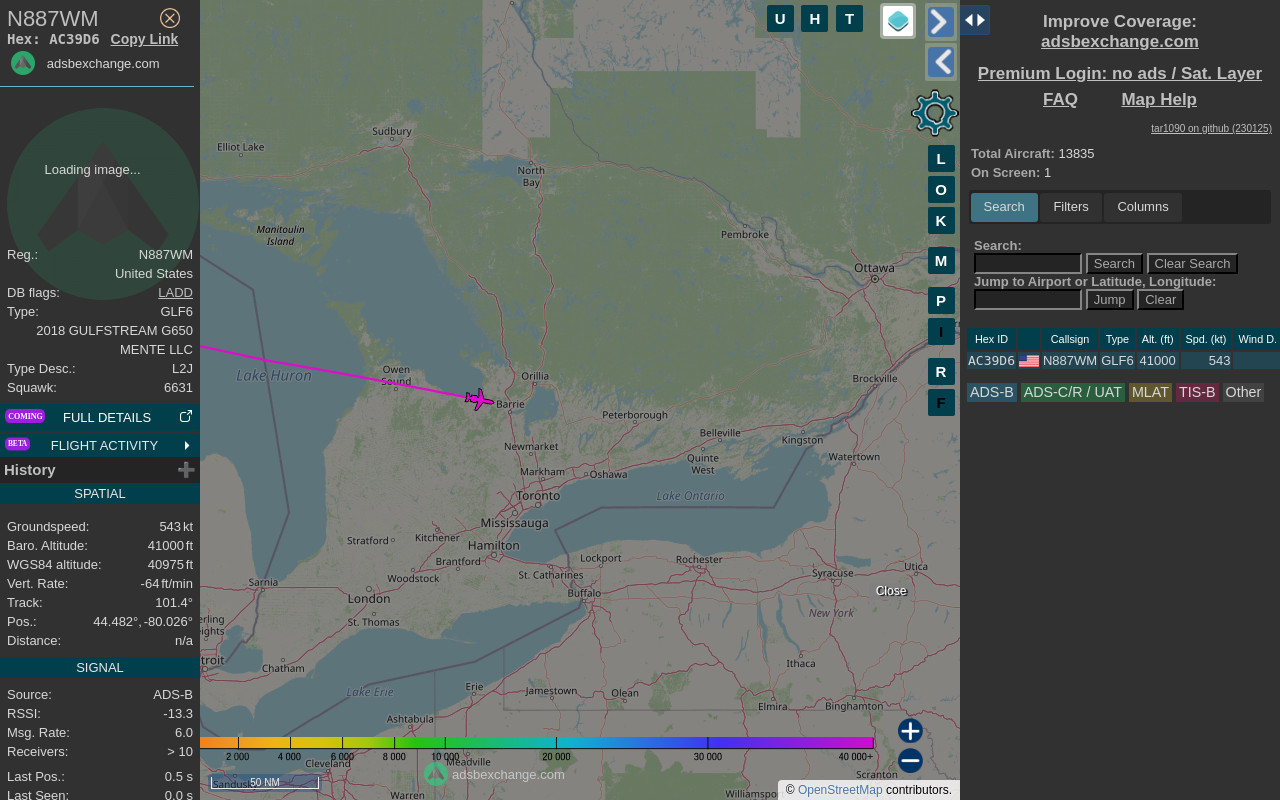 N887WM
Hex: AC39D6 Copy Link
adsbexchange.com
Loading image...
Reg.: N887WM
United States
DB flags: LADD
Type: GLF6
2018 GULFSTREAM G650
MENTE LLC
Type Desc.: L2J
Squawk: 6631
COMING FULL DETAILS
BETA FLIGHT ACTIVITY
History
SPATIAL
Groundspeed: 543 kt
Baro. Altitude: 41000 ft
WGS84 altitude: 40975 ft
Vert. Rate: -64 ft/min
Track: 101.4°
Pos.: 44.482°, -80.026°
Distance: n/a
SIGNAL
Source: ADS-B
RSSI: -13.3
Msg. Rate: 6.0
Receivers: > 10
Last Pos.: 0.5 s
Last Seen: 0.0 s
U H T
L
O
K
M
P
I
R
F
Sudbury
Elliot Lake
North
Bay
Manitoulin
Island
Pembroke
Ottawa
Lake Huron
Owen
Sound
Orillia
Barrie
Brockville
Peterborough
Belleville
Kingston
Newmarket
Quinte
West
Watertown
Markham
Oshawa
Toronto
Lake Ontario
Mississauga
Stratford
Kitchener
Hamilton
Brantford
Lockport
Rochester
Woodstock
St. Catharines
Syracuse
Utica
Sarnia
London
Buffalo
Close
St. Thomas
New York
erling
eights
troit
Chatham
Ithaca
Lake Erie
Erie
Jamestown
Olean
Elmira
Binghamton
Ashtabula
2 000 4 000 6 000 8 000 10 000 20 000 30 000 40 000+
Cleveland
Meadville
Scranton
adsbexchange.com
Sandusk
50 NM
Warren
Williamspo
© OpenStreetMap contributors.
Improve Coverage:
adsbexchange.com
Premium Login: no ads / Sat. Layer
FAQ Map Help
tar1090 on github (230125)
Total Aircraft: 13835
On Screen: 1
Search Filters Columns
Search:
Search Clear Search
Jump to Airport or Latitude, Longitude:
Jump Clear
Hex ID Callsign Type Alt. (ft) Spd. (kt) Wind D.
AC39D6 N887WM GLF6 41000 543
ADS-B ADS-C/R / UAT MLAT TIS-B Other